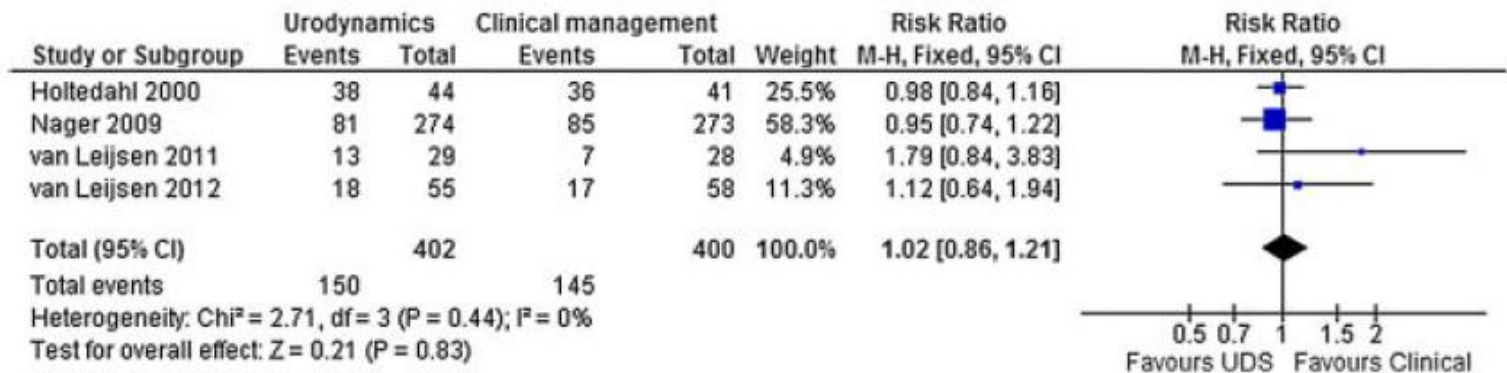 Urodynamics Clinical management Risk Ratio Risk Ratio
Study or Subgroup Events Total Events Total Weight M-H, Fixed, 95% CI M-H, Fixed, 95% CI
Holtedahl 2000 38 44 36 41 25.5% 0.98 [0.84, 1.16]
Nager 2009 81 274 85 273 58.3% 0.95 [0.74, 1.22]
van Leijsen 2011 13 29 7 28 4.9% 1.79 [0.84, 3.83]
van Leijsen 2012 18 55 17 58 11.3% 1.12 [0.64, 1.94]
Total (95% CI) 402 400 100.0% 1.02 [0.86, 1.21]
Total events 150 145
Heterogeneity: Chi² = 2.71, df = 3 (P = 0.44); I² = 0%
Test for overall effect: Z = 0.21 (P = 0.83)
0.5 0.7 1 1.5 2
Favours UDS Favours Clinical